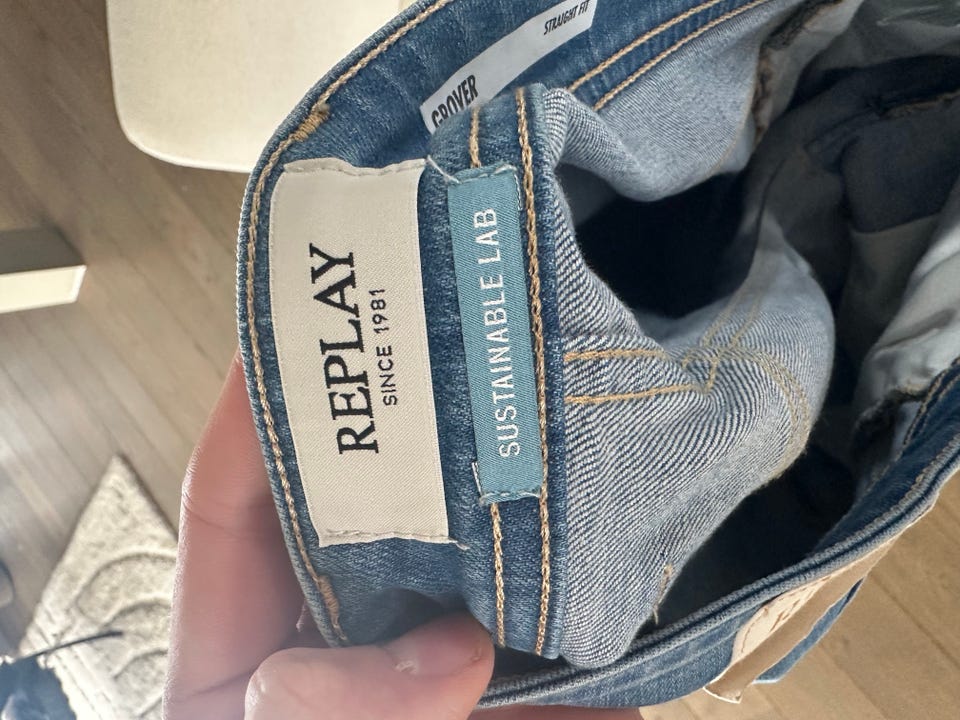 REPLAY
SINCE 1981
SUSTAINABLE LAB
GROVER
STRAIGHT FIT